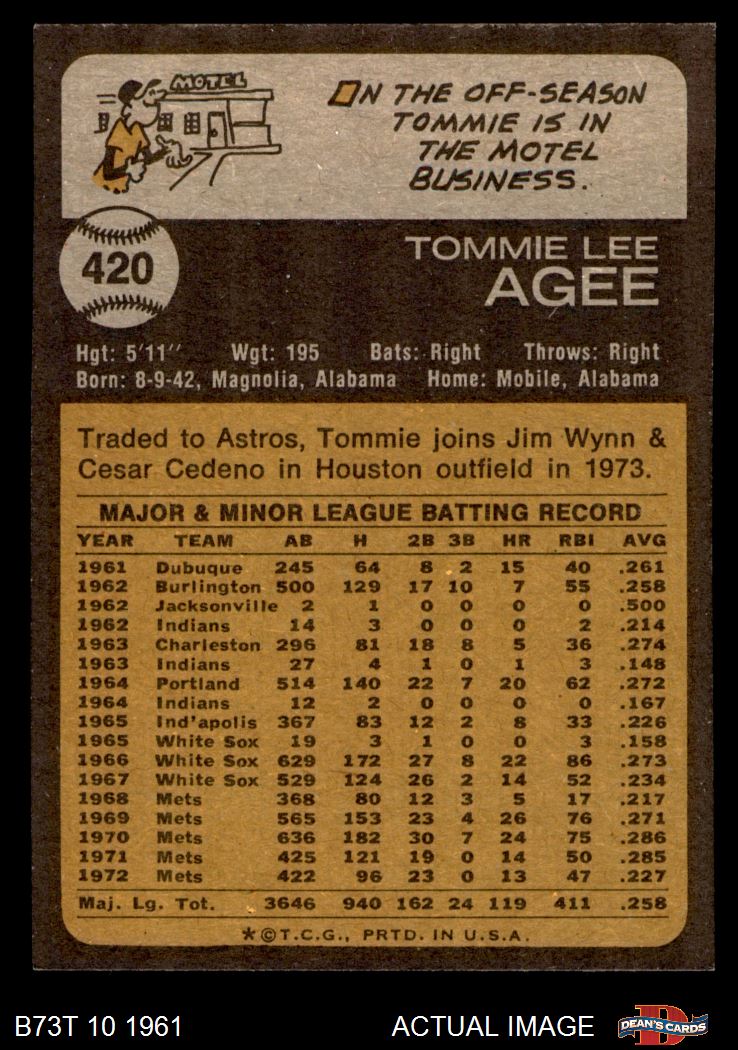 MOTEL
ON THE OFF-SEASON
TOMMIE IS IN
THE MOTEL
BUSINESS.
420
TOMMIE LEE
AGEE
Hgt: 5'11" Wgt: 195 Bats: Right Throws: Right
Born: 8-9-42, Magnolia, Alabama Home: Mobile, Alabama
Traded to Astros, Tommie joins Jim Wynn &
Cesar Cedeno in Houston outfield in 1973.
MAJOR & MINOR LEAGUE BATTING RECORD
YEAR TEAM AB H 2B 3B HR RBI AVG
1961 Dubuque 245 64 8 2 15 40 .261
1962 Burlington 500 129 17 10 7 55 .258
1962 Jacksonville 2 1 0 0 0 0 .500
1962 Indians 14 3 0 0 0 2 .214
1963 Charleston 296 81 18 8 5 36 .274
1963 Indians 27 4 1 0 1 3 .148
1964 Portland 514 140 22 7 20 62 .272
1964 Indians 12 2 0 0 0 0 .167
1965 Ind'apolis 367 83 12 2 8 33 .226
1965 White Sox 19 3 1 0 0 3 .158
1966 White Sox 629 172 27 8 22 86 .273
1967 White Sox 529 124 26 2 14 52 .234
1968 Mets 368 80 12 3 5 17 .217
1969 Mets 565 153 23 4 26 76 .271
1970 Mets 636 182 30 7 24 75 .286
1971 Mets 425 121 19 0 14 50 .285
1972 Mets 422 96 23 0 13 47 .227
Maj. Lg. Tot. 3646 940 162 24 119 411 .258
*©T.C.G., PRTD. IN U.S.A.
B73T 10 1961
ACTUAL IMAGE
D
DEAN'S CARDS